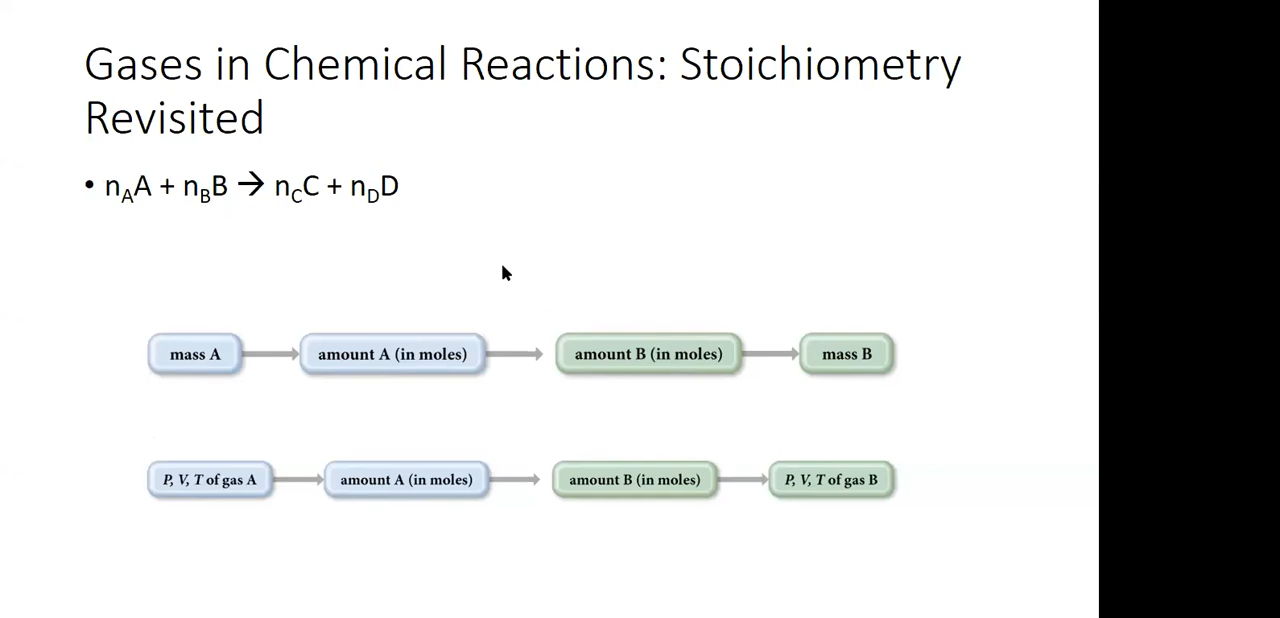 Gases in Chemical Reactions: Stoichiometry
Revisited
• n_AA + n_BB → n_CC + n_DD
mass A
amount A (in moles)
amount B (in moles)
mass B
P, V, T of gas A
amount A (in moles)
amount B (in moles)
P, V, T of gas B